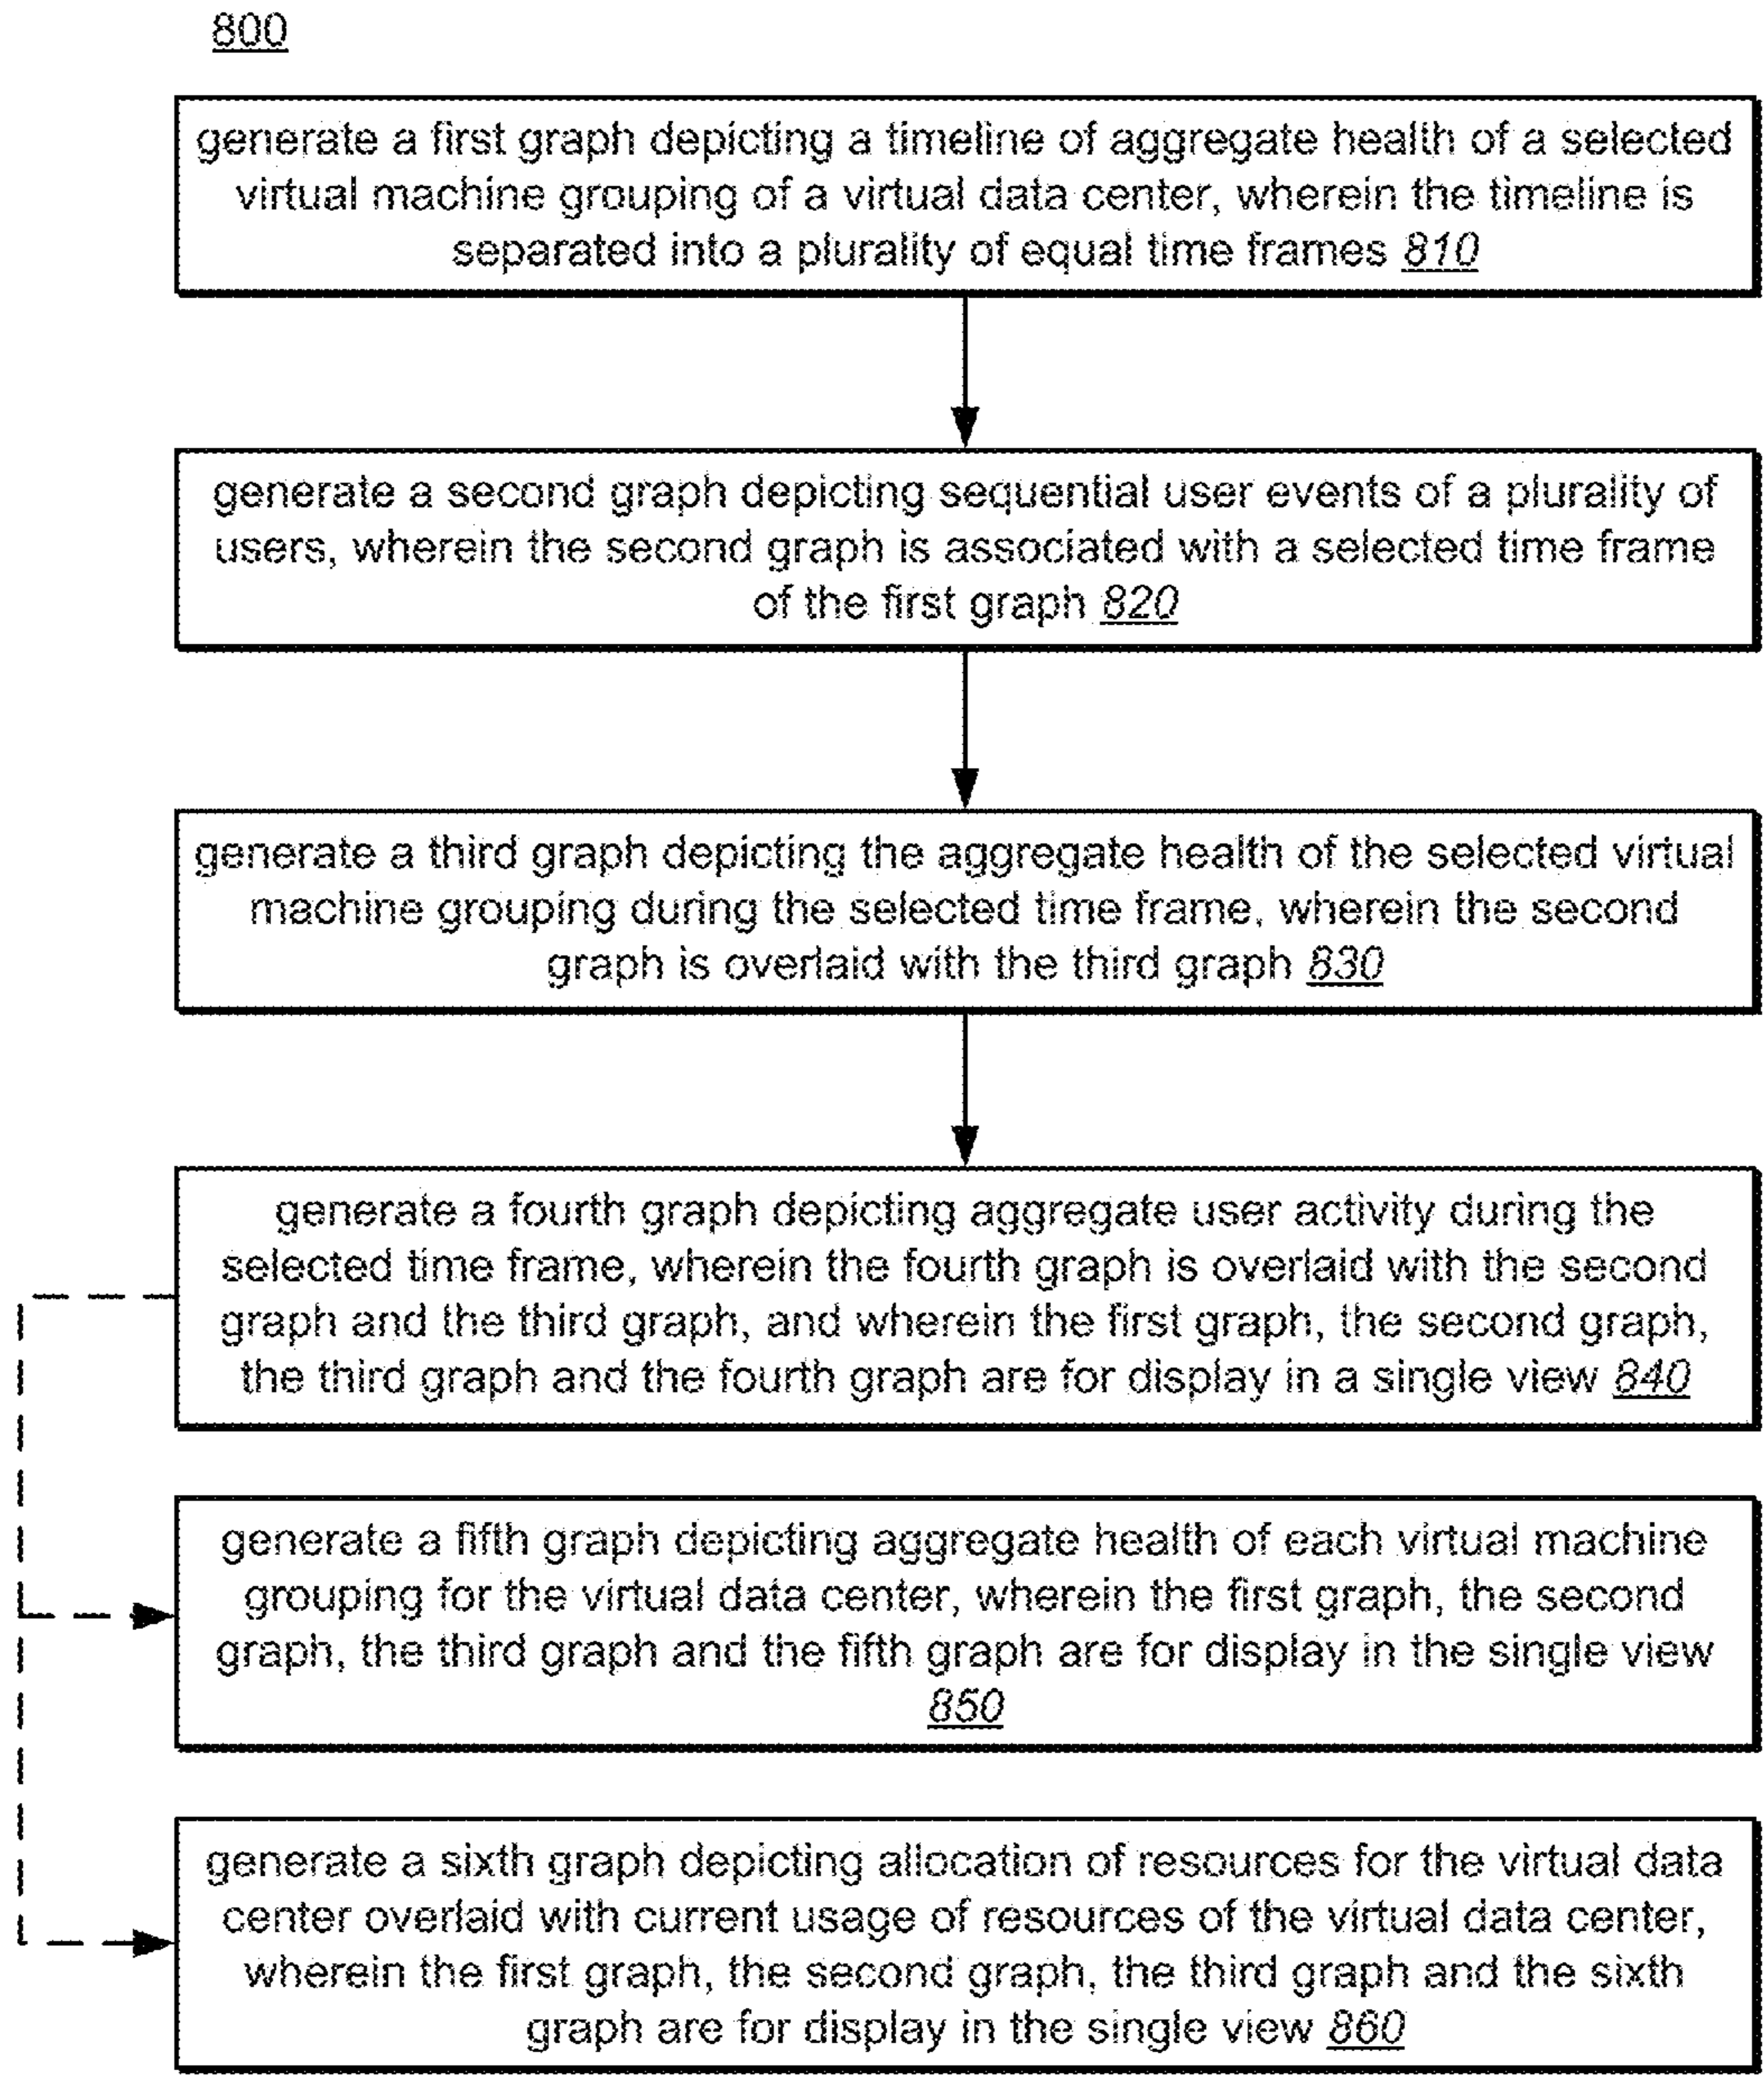 800
generate a first graph depicting a timeline of aggregate health of a selected
virtual machine grouping of a virtual data center, wherein the timeline is
separated into a plurality of equal time frames 810
generate a second graph depicting sequential user events of a plurality of
users, wherein the second graph is associated with a selected time frame
of the first graph 820
generate a third graph depicting the aggregate health of the selected virtual
machine grouping during the selected time frame, wherein the second
graph is overlaid with the third graph 830
generate a fourth graph depicting aggregate user activity during the
selected time frame, wherein the fourth graph is overlaid with the second
graph and the third graph, and wherein the first graph, the second graph,
the third graph and the fourth graph are for display in a single view 840
generate a fifth graph depicting aggregate health of each virtual machine
grouping for the virtual data center, wherein the first graph, the second
graph, the third graph and the fifth graph are for display in the single view
850
generate a sixth graph depicting allocation of resources for the virtual data
center overlaid with current usage of resources of the virtual data center,
wherein the first graph, the second graph, the third graph and the sixth
graph are for display in the single view 860